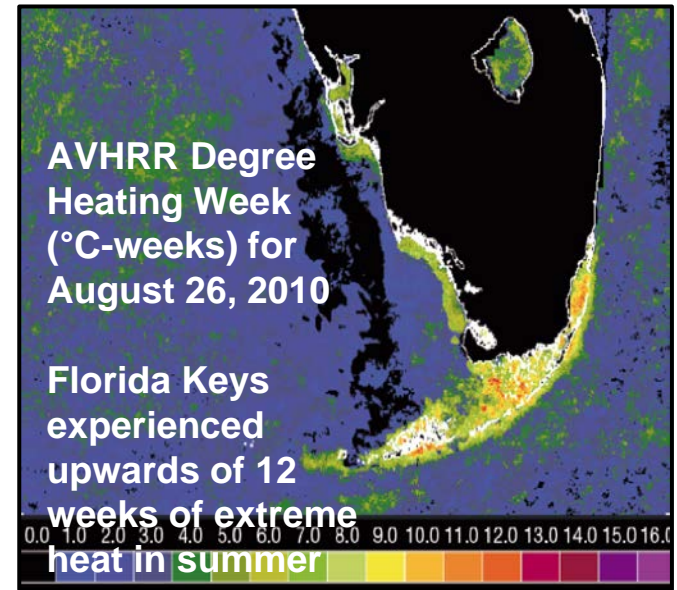 AVHRR Degree
Heating Week
(°C-weeks) for
August 26, 2010
Florida Keys
experienced
upwards of 12
weeks of extreme
0.0 1.0 2.0 3.0 4.0 5.0 6.0 7.0 8.0 9.0 10.0 11.0 12.0 13.0 14.0 15.0 16.0
heat in summer